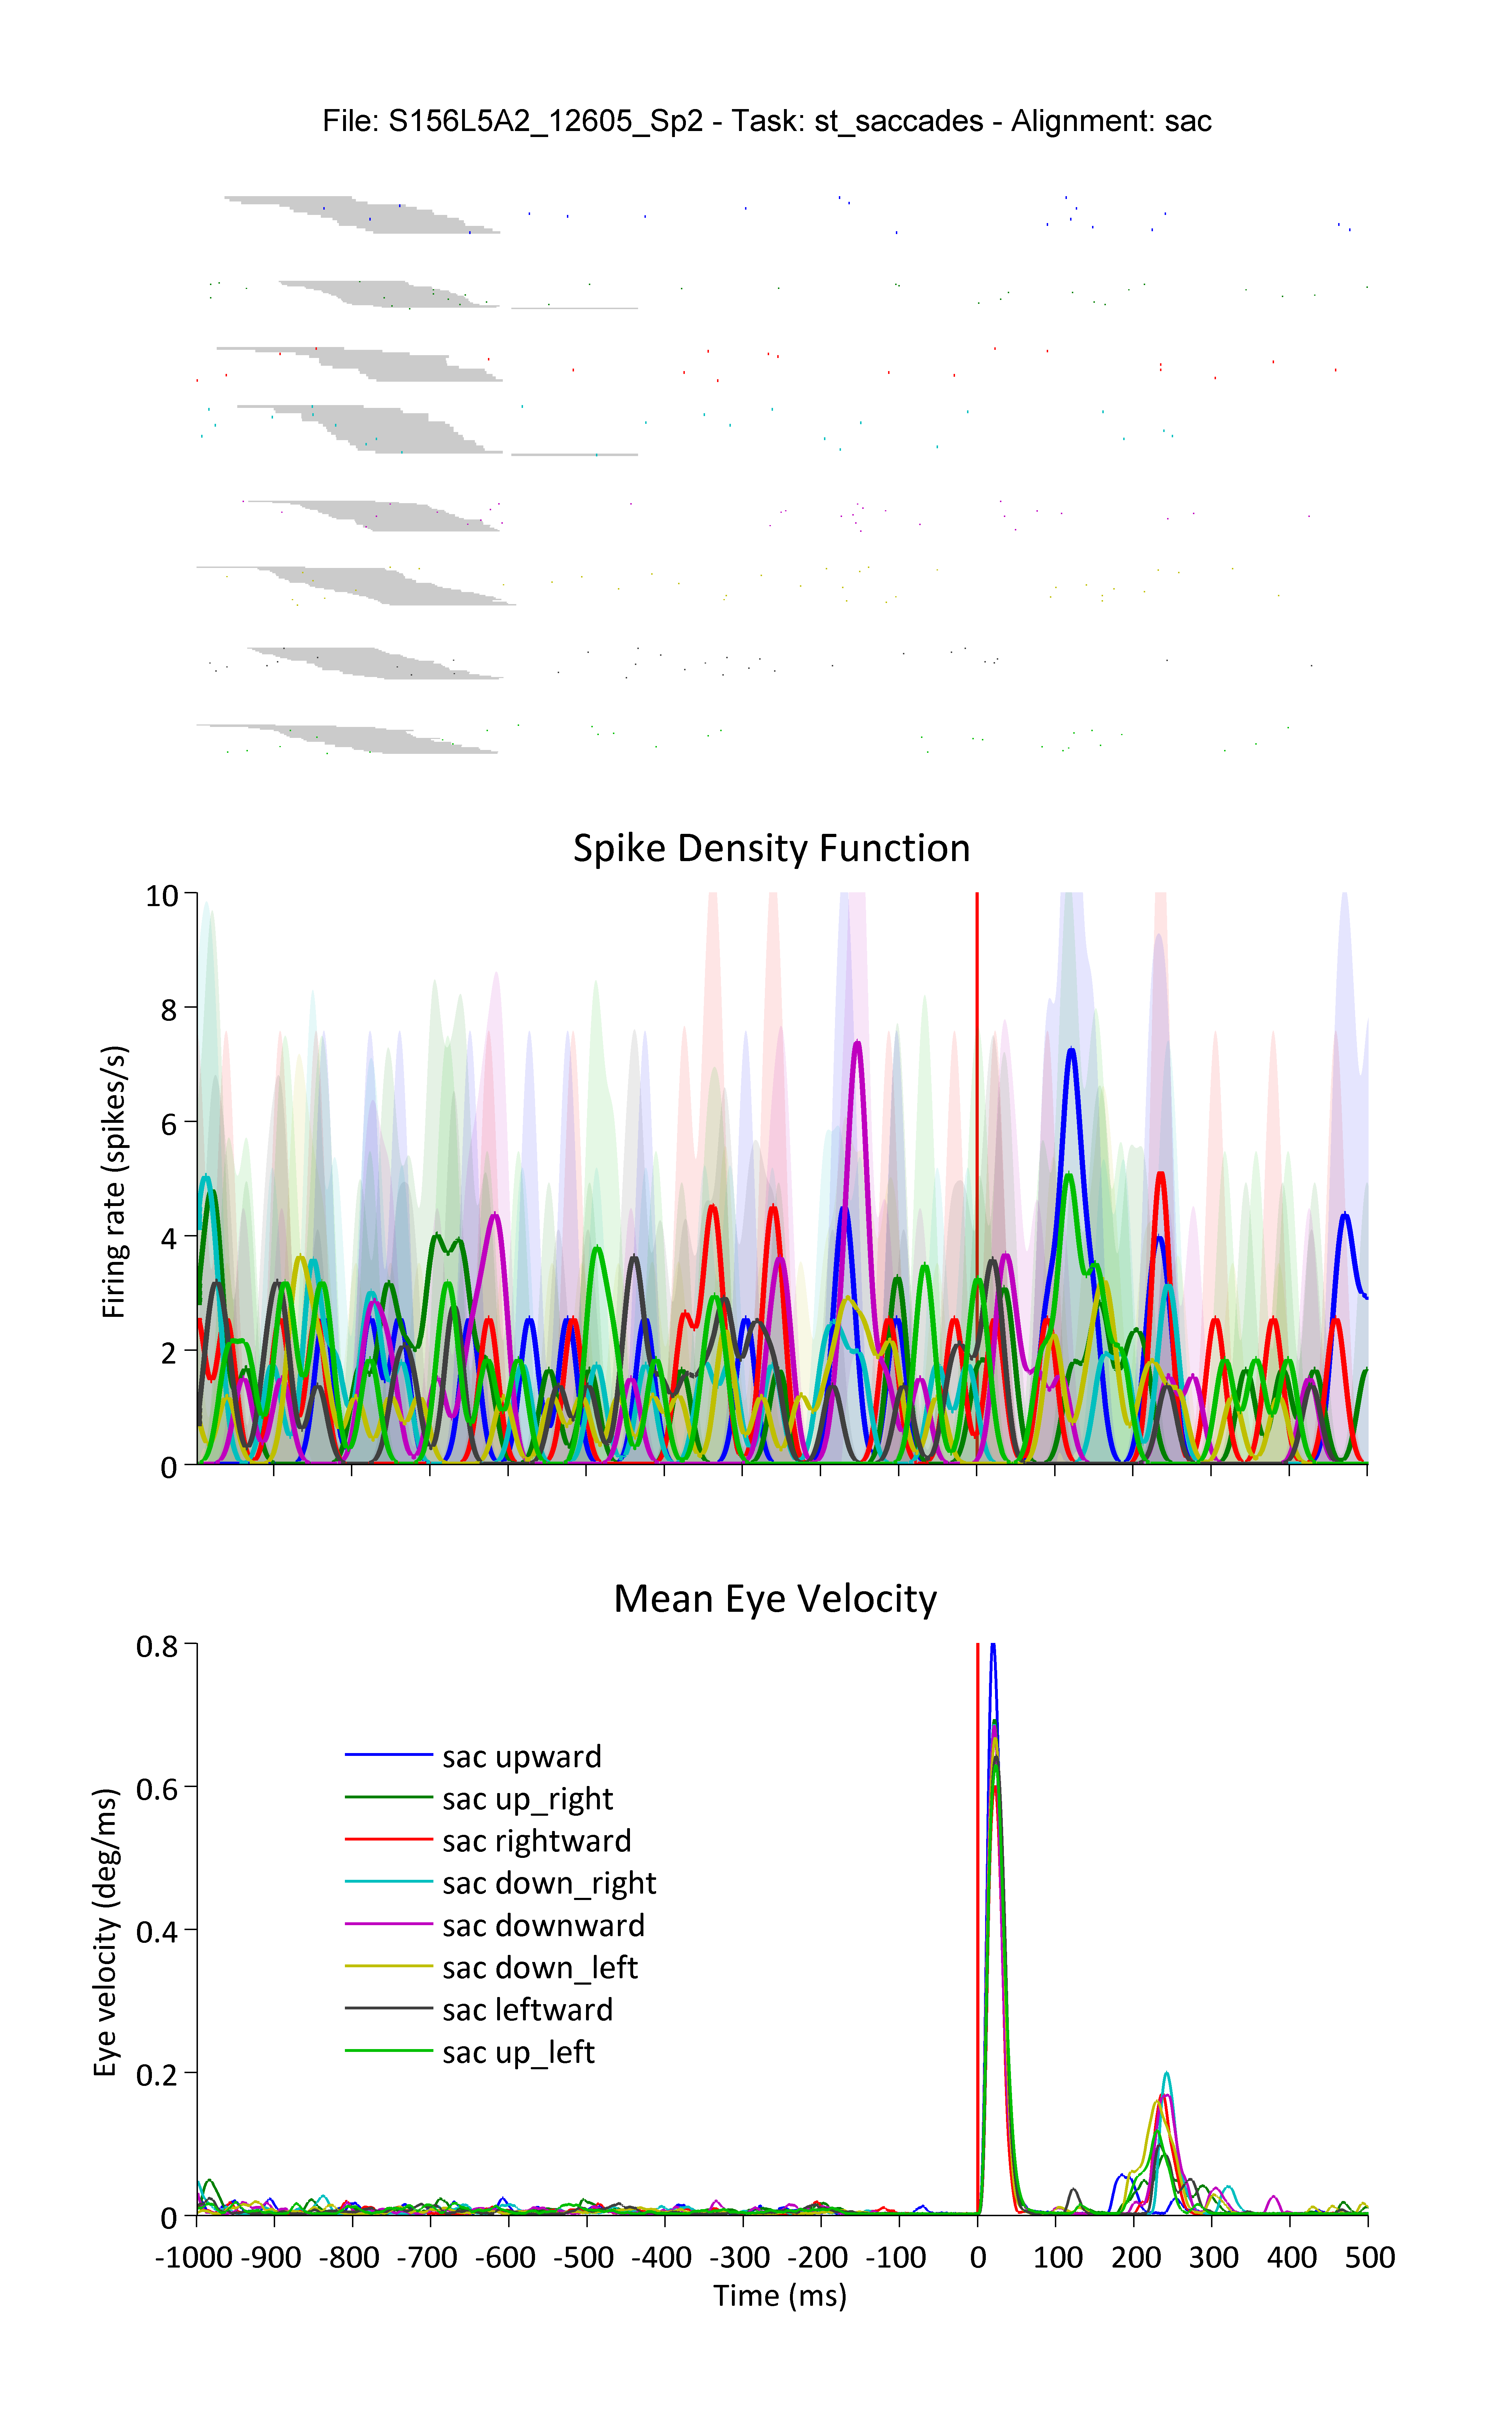 File: S156L5A2_12605_Sp2 - Task: st_saccades - Alignment: sac
Spike Density Function
10
8
6
4
2
0
Firing rate (spikes/s)
Mean Eye Velocity
0.8
0.6
0.4
0.2
0
Eye velocity (deg/ms)
sac upward
sac up_right
sac rightward
sac down_right
sac downward
sac down_left
sac leftward
sac up_left
-1000 -900 -800 -700 -600 -500 -400 -300 -200 -100 0 100 200 300 400 500
Time (ms)